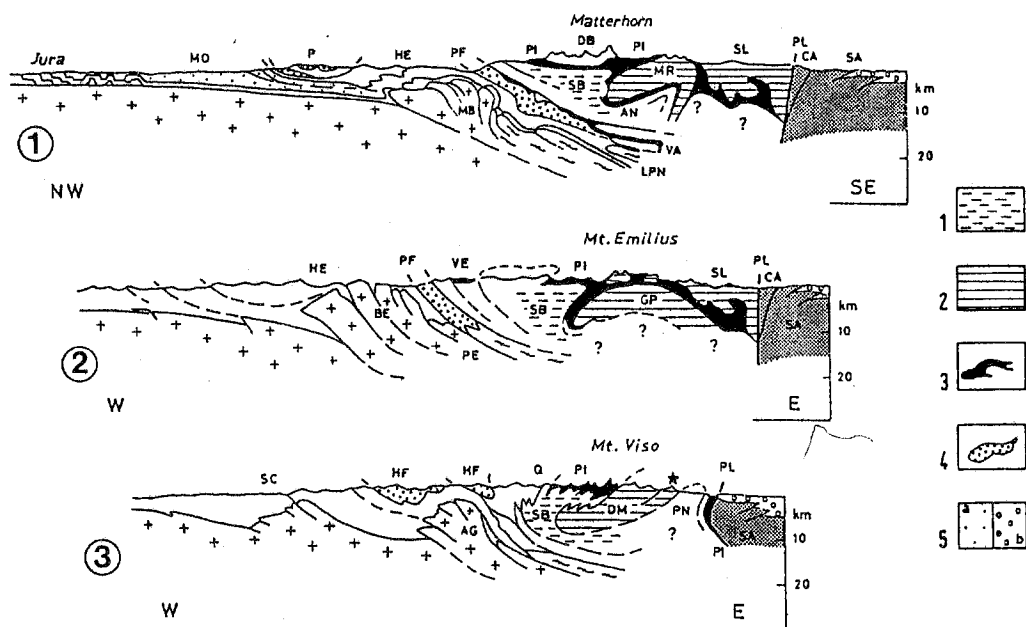 Matterhorn
Jura MO P HE PF PI DB PI SL PL CA SA
MR
SB
km
MB
AN
10
? ?
VA
20
LPN
1
NW SE
1
Mt. Emilius
HE PF VE PI SL PL CA
2
GP
km
BE SB SA
10
3
PE ? ?
2
20
W E
4
Mt. Viso
SC HF HF Q PI PL
SB DM PN km
a b
5
AG ? SA
10
3
PI
20
W E